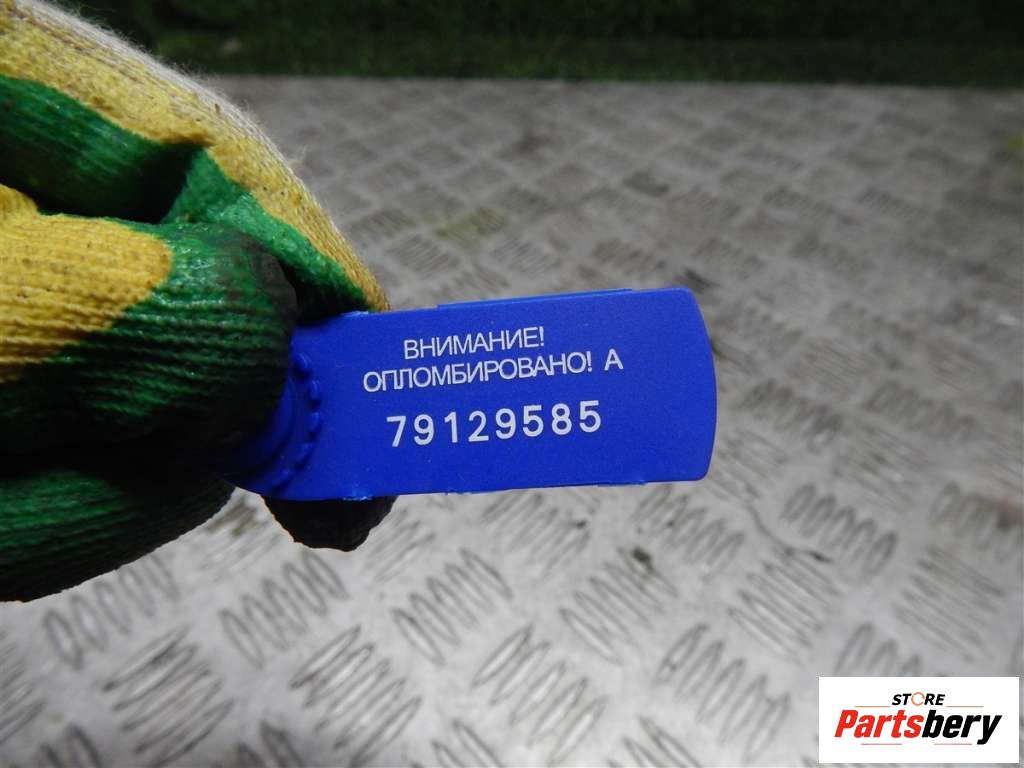 ВНИМАНИЕ!
ОПЛОМБИРОВАНО! А
79129585
STORE
Partsbery